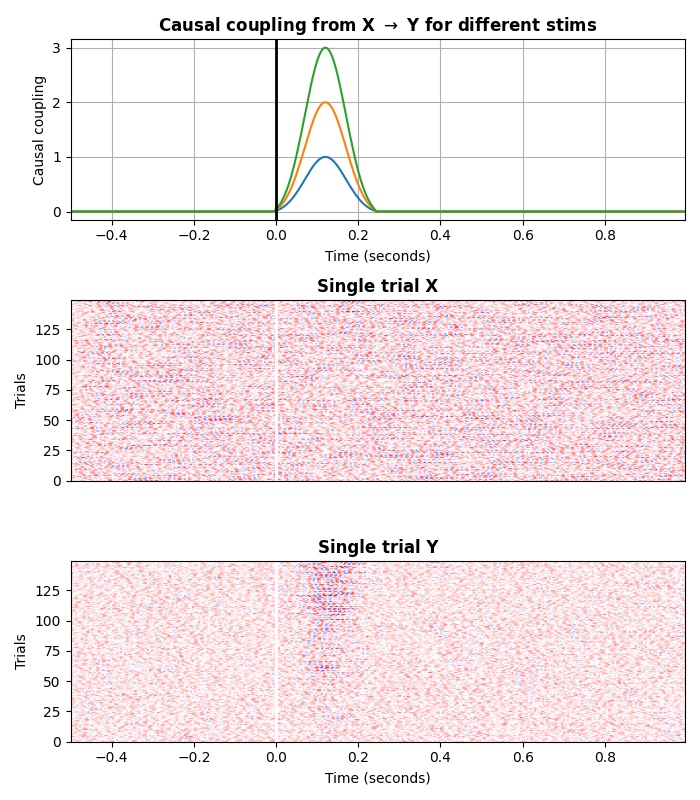 Causal coupling from X → Y for different stims
Causal coupling
3
2
1
0
−0.4 −0.2 0.0 0.2 0.4 0.6 0.8
Time (seconds)
Single trial X
Trials
125
100
75
50
25
0
Single trial Y
Trials
125
100
75
50
25
0
−0.4 −0.2 0.0 0.2 0.4 0.6 0.8
Time (seconds)